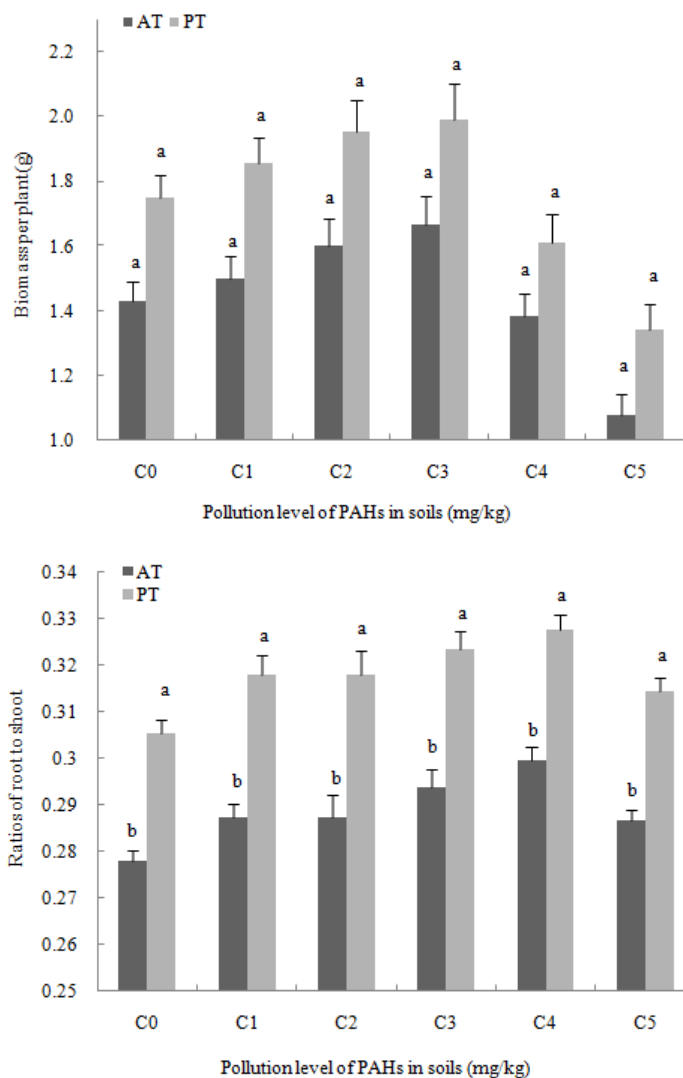 AT PT
2.2
2.0
1.8
1.6
1.4
1.2
1.0
Biom assperplant(g)
a a a a a a
a a a a a a
C0 C1 C2 C3 C4 C5
Pollution level of PAHs in soils (mg/kg)
AT
PT
0.34
0.33
0.32
0.31
0.3
0.29
0.28
0.27
0.26
0.25
Ratios of root to shoot
a a a a a a
b b b b b b
C0 C1 C2 C3 C4 C5
Pollution level of PAHs in soils (mg/kg)